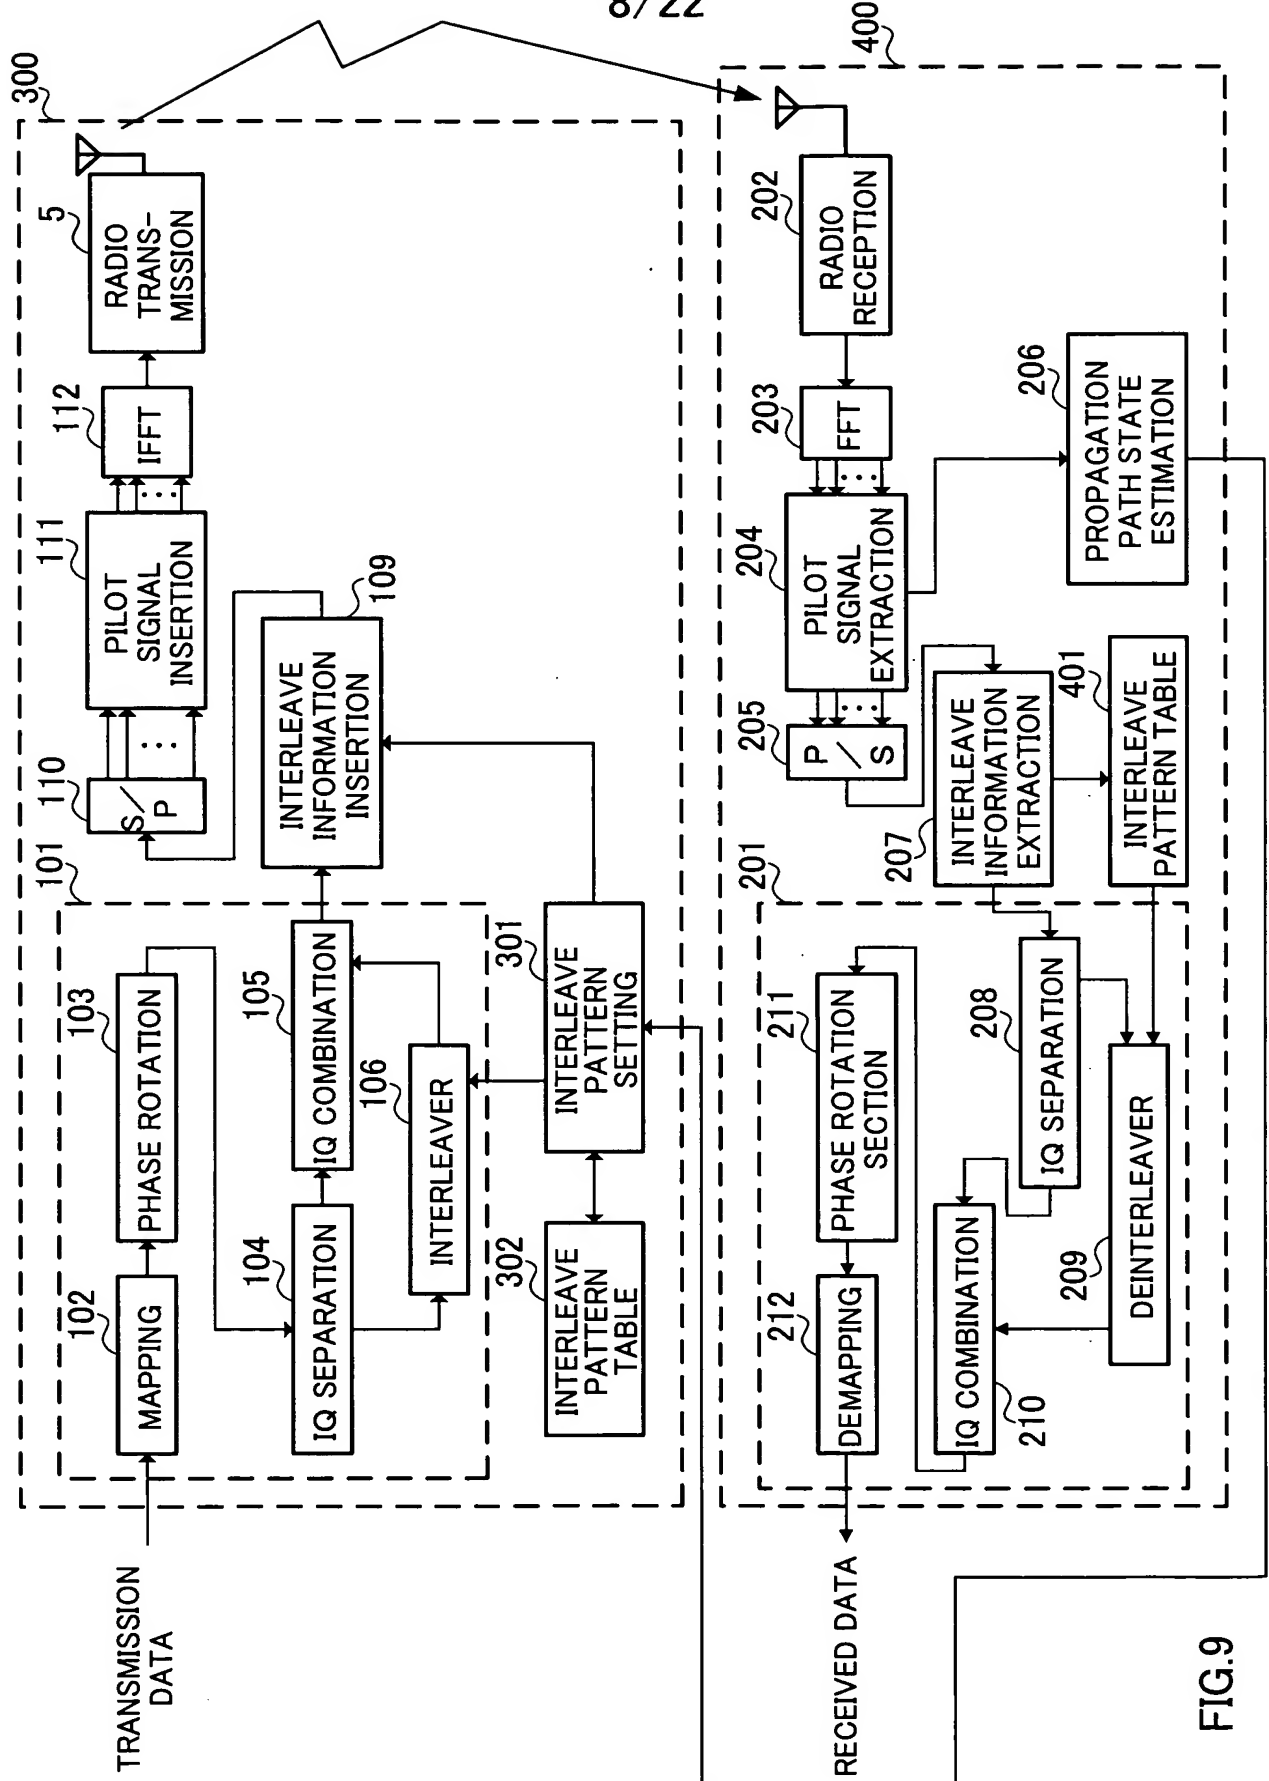 8/22
300
TRANSMISSION
DATA
101
102
MAPPING
103
PHASE ROTATION
104
IQ SEPARATION
105
IQ COMBINATION
106
INTERLEAVER
302
INTERLEAVE
PATTERN
TABLE
301
INTERLEAVE
PATTERN
SETTING
109
INTERLEAVE
INFORMATION
INSERTION
110
S/P
111
PILOT
SIGNAL
INSERTION
112
IFFT
5
RADIO
TRANS-
MISSION
400
202
RADIO
RECEPTION
203
FFT
204
PILOT
SIGNAL
EXTRACTION
205
P/S
206
PROPAGATION
PATH STATE
ESTIMATION
207
INTERLEAVE
INFORMATION
EXTRACTION
401
INTERLEAVE
PATTERN TABLE
201
208
IQ SEPARATION
209
DEINTERLEAVER
210
IQ COMBINATION
211
PHASE ROTATION
SECTION
212
DEMAPPING
RECEIVED DATA
FIG.9